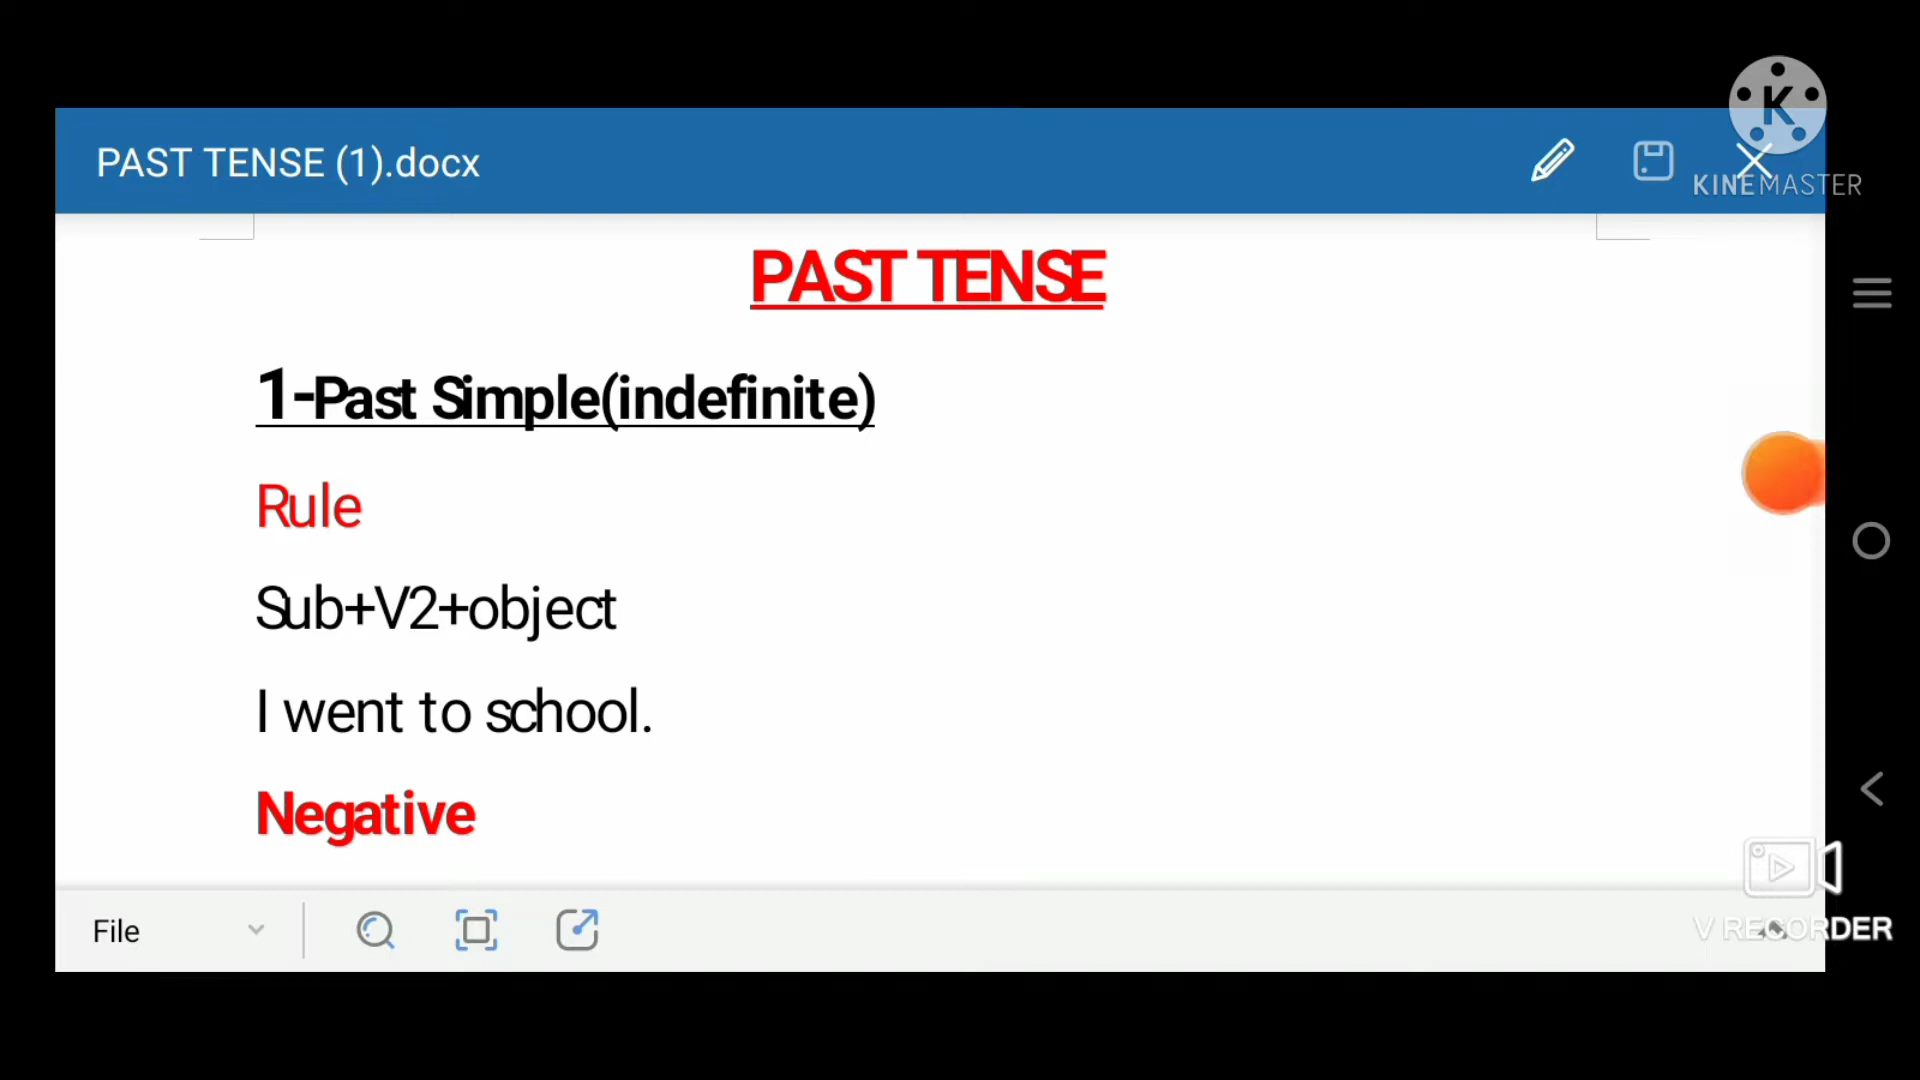 K
KINEMASTER
PAST TENSE (1).docx
PAST TENSE
1-Past Simple(indefinite)
Rule
Sub+V2+object
I went to school.
Negative
File
V RECORDER